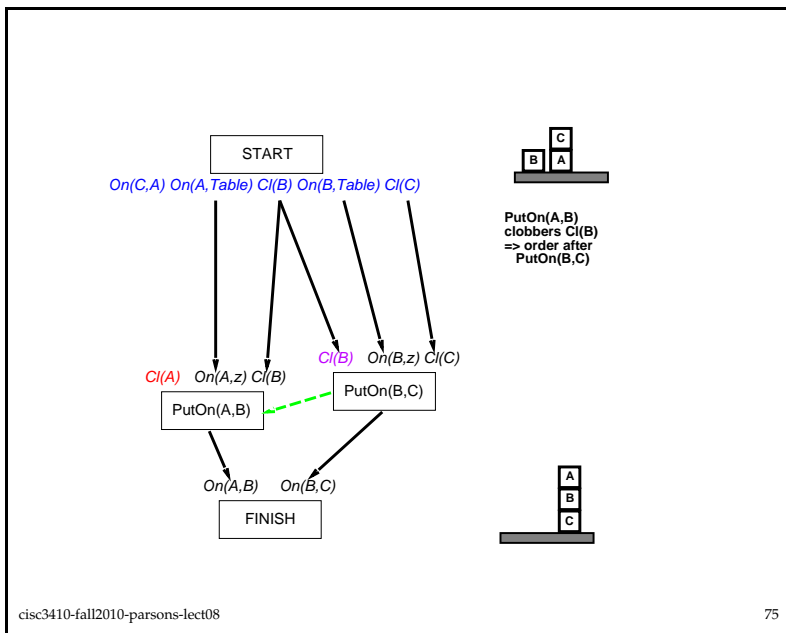 START
On(C,A) On(A,Table) Cl(B) On(B,Table) Cl(C)
C
B A
PutOn(A,B)
clobbers Cl(B)
=> order after
PutOn(B,C)
Cl(B) On(B,z) Cl(C)
Cl(A) On(A,z) Cl(B)
PutOn(B,C)
PutOn(A,B)
On(A,B) On(B,C)
FINISH
A
B
C
cisc3410-fall2010-parsons-lect08 75